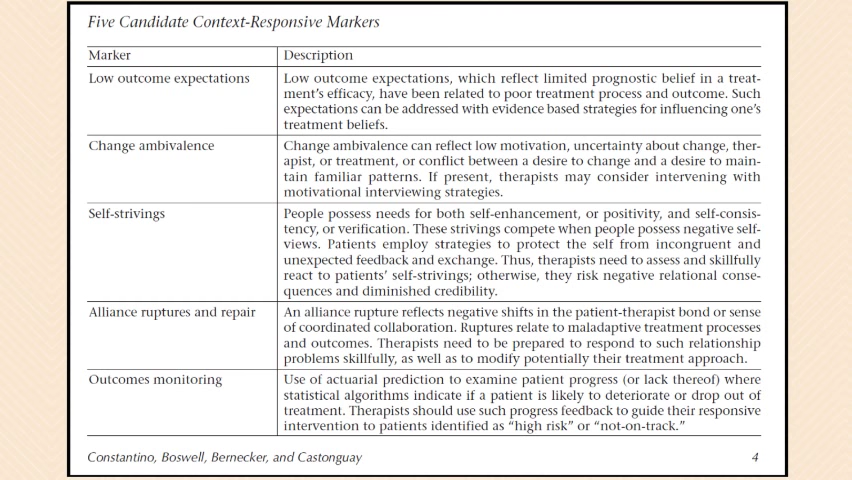 Five Candidate Context-Responsive Markers
Marker Description
Low outcome expectations Low outcome expectations, which reflect limited prognostic belief in a treat-
ment's efficacy, have been related to poor treatment process and outcome. Such
expectations can be addressed with evidence based strategies for influencing one's
treatment beliefs.
Change ambivalence Change ambivalence can reflect low motivation, uncertainty about change, ther-
apist, or treatment, or conflict between a desire to change and a desire to main-
tain familiar patterns. If present, therapists may consider intervening with
motivational interviewing strategies.
Self-strivings People possess needs for both self-enhancement, or positivity, and self-consis-
tency, or verification. These strivings compete when people possess negative self-
views. Patients employ strategies to protect the self from incongruent and
unexpected feedback and exchange. Thus, therapists need to assess and skillfully
react to patients' self-strivings; otherwise, they risk negative relational conse-
quences and diminished credibility.
Alliance ruptures and repair An alliance rupture reflects negative shifts in the patient-therapist bond or sense
of coordinated collaboration. Ruptures relate to maladaptive treatment processes
and outcomes. Therapists need to be prepared to respond to such relationship
problems skillfully, as well as to modify potentially their treatment approach.
Outcomes monitoring Use of actuarial prediction to examine patient progress (or lack thereof) where
statistical algorithms indicate if a patient is likely to deteriorate or drop out of
treatment. Therapists should use such progress feedback to guide their responsive
intervention to patients identified as "high risk" or "not-on-track."
Constantino, Boswell, Bernecker, and Castonguay 4